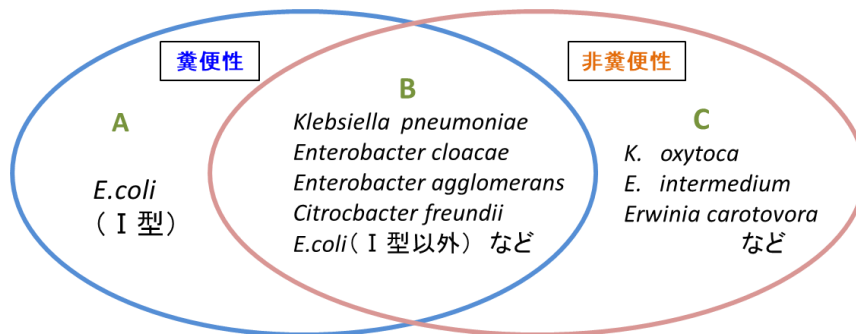 糞便性
非糞便性
A
E.coli
（Ⅰ型）
B
Klebsiella pneumoniae
Enterobacter cloacae
Enterobacter agglomerans
Citrocbacter freundii
E.coli（Ⅰ型以外） など
C
K. oxytoca
E. intermedium
Erwinia carotovora
など